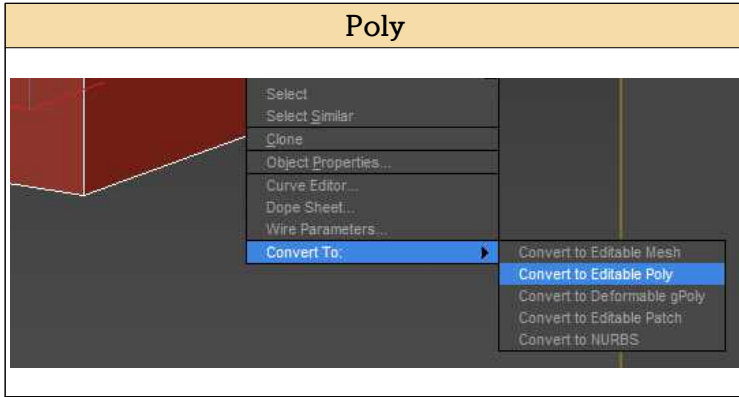 Poly
Select
Select Similar
Clone
Object Properties...
Curve Editor...
Dope Sheet...
Wire Parameters...
Convert To:
Convert to Editable Mesh
Convert to Editable Poly
Convert to Deformable gPoly
Convert to Editable Patch
Convert to NURBS